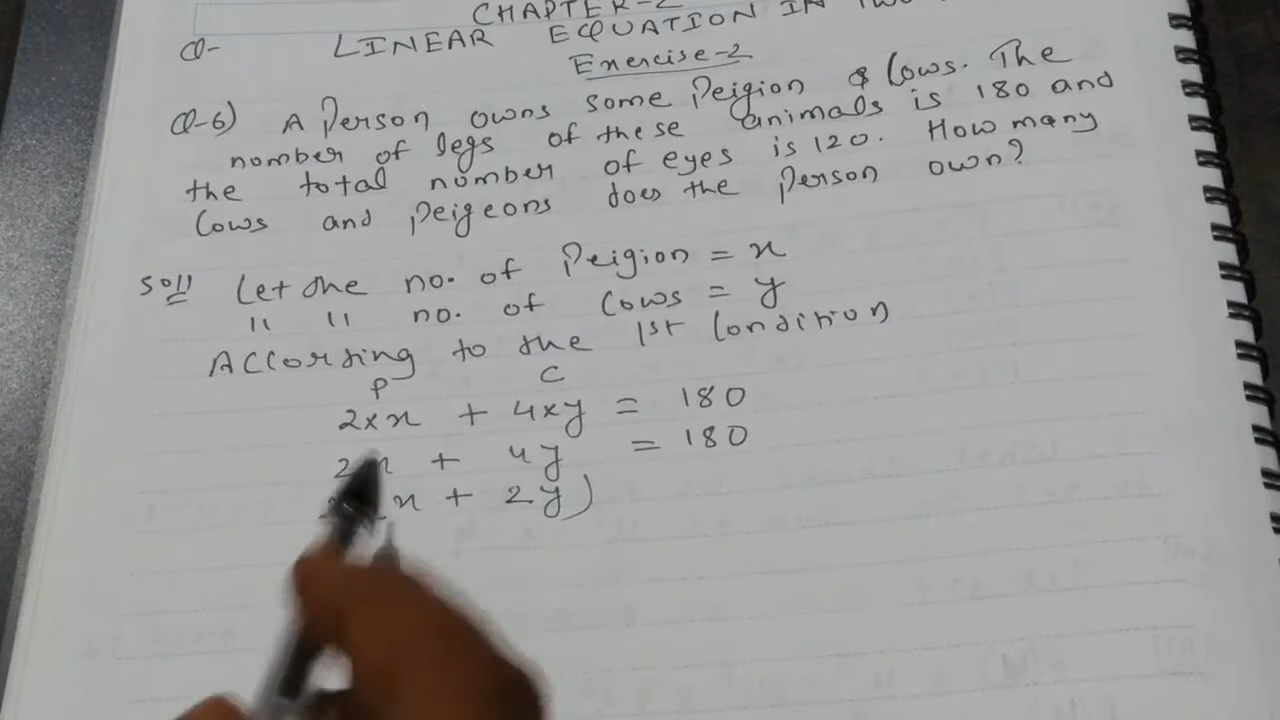 CHAPTER-2
Q- LINEAR EQUATION IN TWO
Exercise-2
Q-6) A Person owns some Peigion & Cows. The
number of legs of these animals is 180 and
the total number of eyes is 120. How many
Cows and Peigeons does the person own?
Soln Let the no. of Peigion = x
" " no. of Cows = y
According to the 1st Condition
P C
2×x + 4×y = 180
2x + 4y = 180
x + 2y)